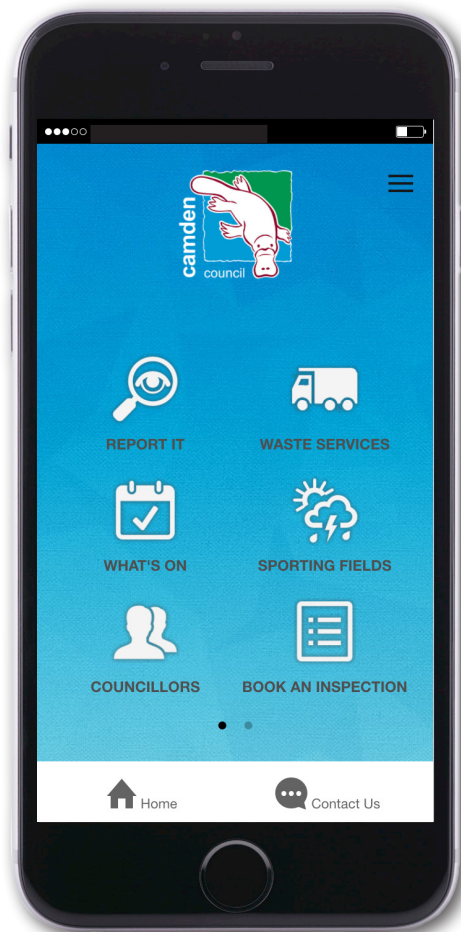 camden
council
REPORT IT
WASTE SERVICES
WHAT'S ON
SPORTING FIELDS
COUNCILLORS
BOOK AN INSPECTION
Home
Contact Us